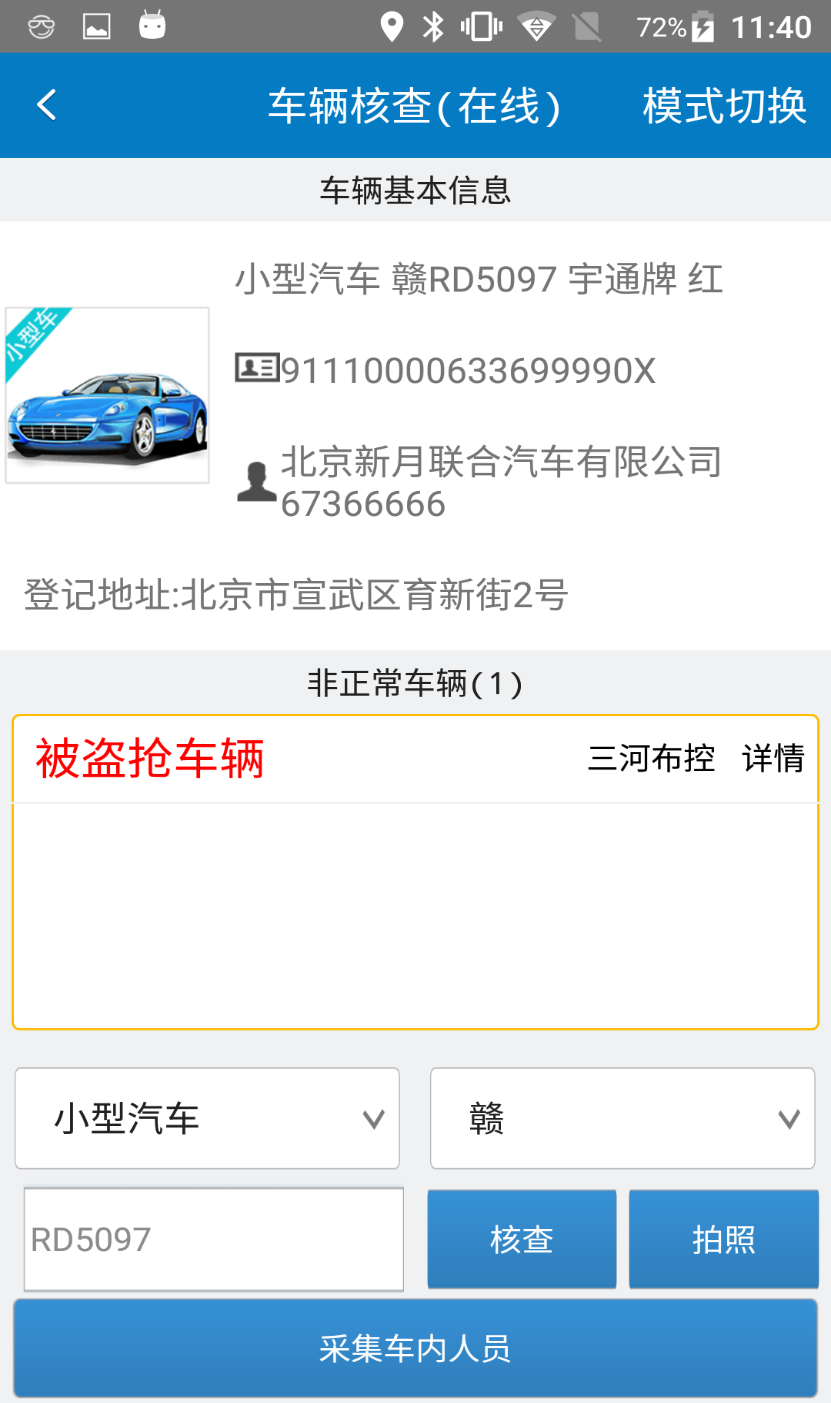 72% 11:40
车辆核查(在线) 模式切换
车辆基本信息
小型车
小型汽车 赣RD5097 宇通牌 红
91110000633699990X
北京新月联合汽车有限公司
67366666
登记地址:北京市宣武区育新街2号
非正常车辆(1)
被盗抢车辆 三河布控 详情
小型汽车 赣
RD5097 核查 拍照
采集车内人员